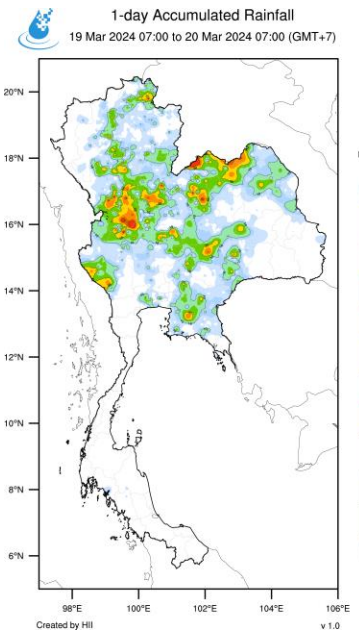 1-day Accumulated Rainfall
19 Mar 2024 07:00 to 20 Mar 2024 07:00 (GMT+7)
20°N
18°N
16°N
14°N
12°N
10°N
8°N
6°N
98°E 100°E 102°E 104°E 106°E
Created by HII v 1.0